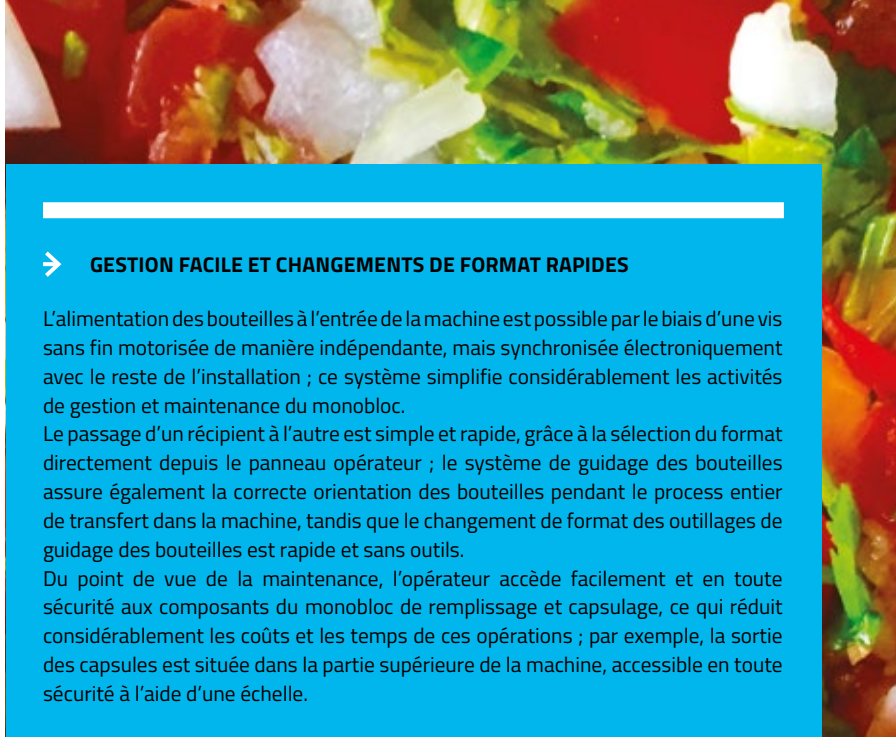 GESTION FACILE ET CHANGEMENTS DE FORMAT RAPIDES
L'alimentation des bouteilles à l'entrée de la machine est possible par le biais d'une vis
sans fin motorisée de manière indépendante, mais synchronisée électroniquement
avec le reste de l'installation ; ce système simplifie considérablement les activités
de gestion et maintenance du monobloc.
Le passage d'un récipient à l'autre est simple et rapide, grâce à la sélection du format
directement depuis le panneau opérateur ; le système de guidage des bouteilles
assure également la correcte orientation des bouteilles pendant le process entier
de transfert dans la machine, tandis que le changement de format des outillages de
guidage des bouteilles est rapide et sans outils.
Du point de vue de la maintenance, l'opérateur accède facilement et en toute
sécurité aux composants du monobloc de remplissage et capsulage, ce qui réduit
considérablement les coûts et les temps de ces opérations ; par exemple, la sortie
des capsules est située dans la partie supérieure de la machine, accessible en toute
sécurité à l'aide d'une échelle.